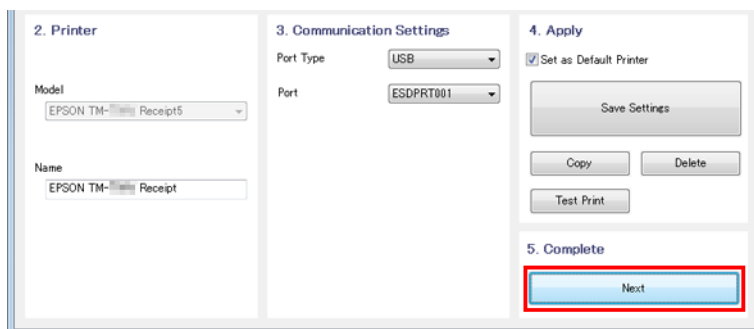 2. Printer
Model
EPSON TM- Receipt5
Name
EPSON TM- Receipt
3. Communication Settings
Port Type
USB
Port
ESDPRT001
4. Apply
Set as Default Printer
Save Settings
Copy
Delete
Test Print
5. Complete
Next